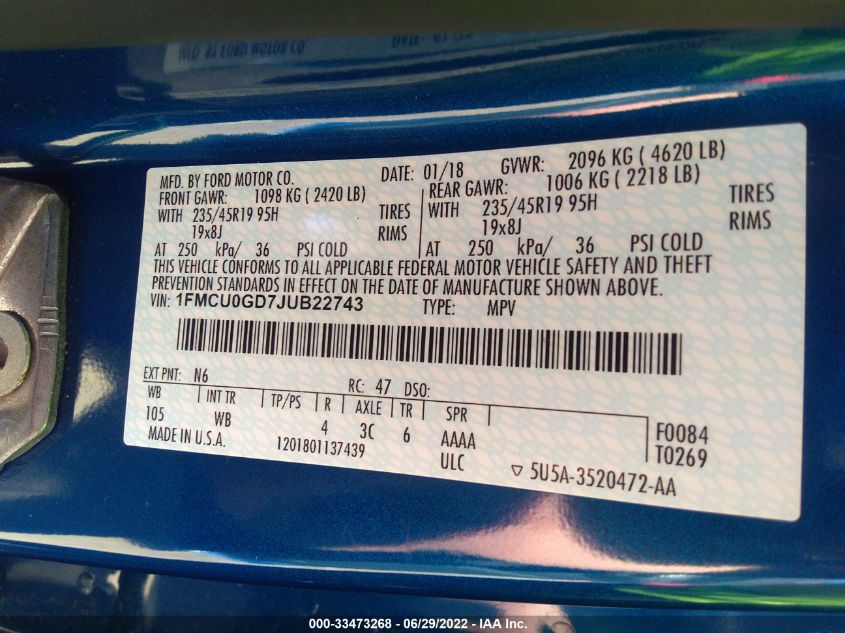 MFD. BY FORD MOTOR CO.
DATE: 01/18 GVWR: 2096 KG ( 4620 LB)
FRONT GAWR: 1098 KG ( 2420 LB) REAR GAWR: 1006 KG ( 2218 LB)
WITH 235/45R19 95H TIRES WITH 235/45R19 95H TIRES
19x8J RIMS 19x8J RIMS
AT 250 kPa/ 36 PSI COLD AT 250 kPa/ 36 PSI COLD
THIS VEHICLE CONFORMS TO ALL APPLICABLE FEDERAL MOTOR VEHICLE SAFETY AND THEFT
PREVENTION STANDARDS IN EFFECT ON THE DATE OF MANUFACTURE SHOWN ABOVE.
VIN: 1FMCU0GD7JUB22743 TYPE: MPV
EXT PNT: N6 RC: 47 DSO:
WB INT TR TP/PS R AXLE TR SPR
105 WB 4 3C 6 AAAA F0084
MADE IN U.S.A. 1201801137439 ULC T0269
▽ 5U5A-3520472-AA
000-33473268 - 06/29/2022 - IAA Inc.